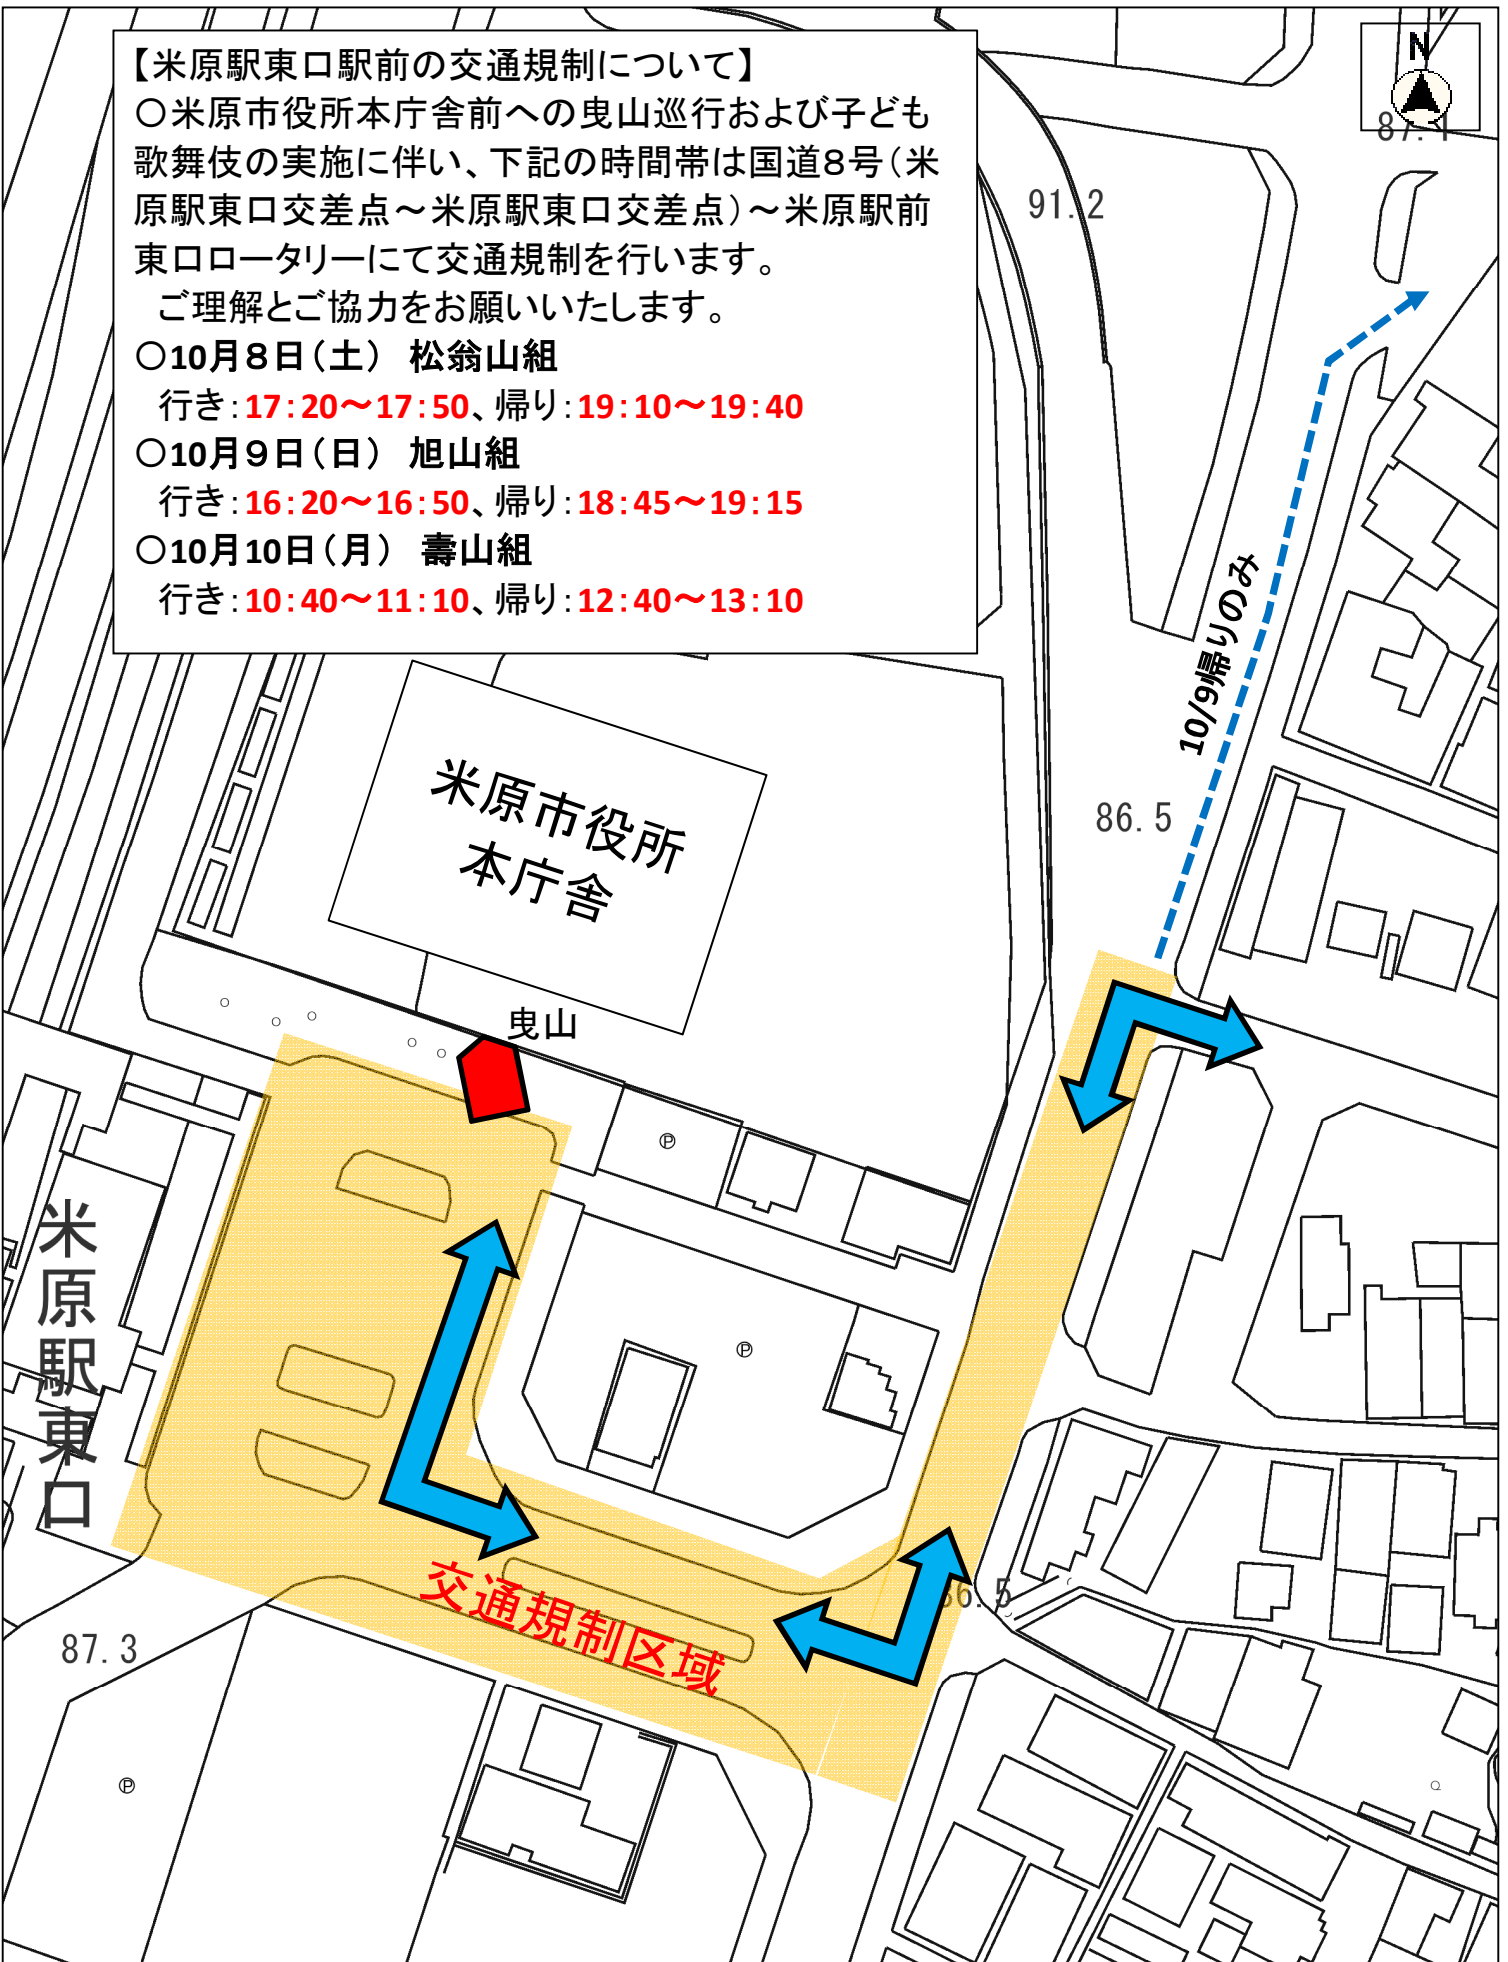 【米原駅東口駅前の交通規制について】
○米原市役所本庁舎前への曳山巡行および子ども
歌舞伎の実施に伴い、下記の時間帯は国道8号（米
原駅東口交差点～米原駅東口交差点）～米原駅前
東口ロータリーにて交通規制を行います。
ご理解とご協力をお願いいたします。
○10月８日（土） 松翁山組
行き：17：20～17：50、帰り：19：10～19：40
○10月９日（日） 旭山組
行き：16：20～16：50、帰り：18：45～19：15
○10月10日（月） 壽山組
行き：10：40～11：10、帰り：12：40～13：10
N
87.1
91.2
10/9帰りのみ
86.5
米原市役所
本庁舎
曳山
Ⓟ
米原駅東口
Ⓟ
交通規制区域
86.5
87.3
Ⓟ